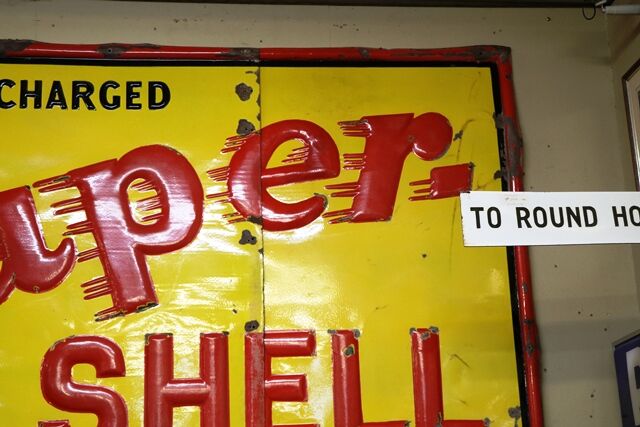 CHARGED
uper-
TO ROUND HO
SHELL